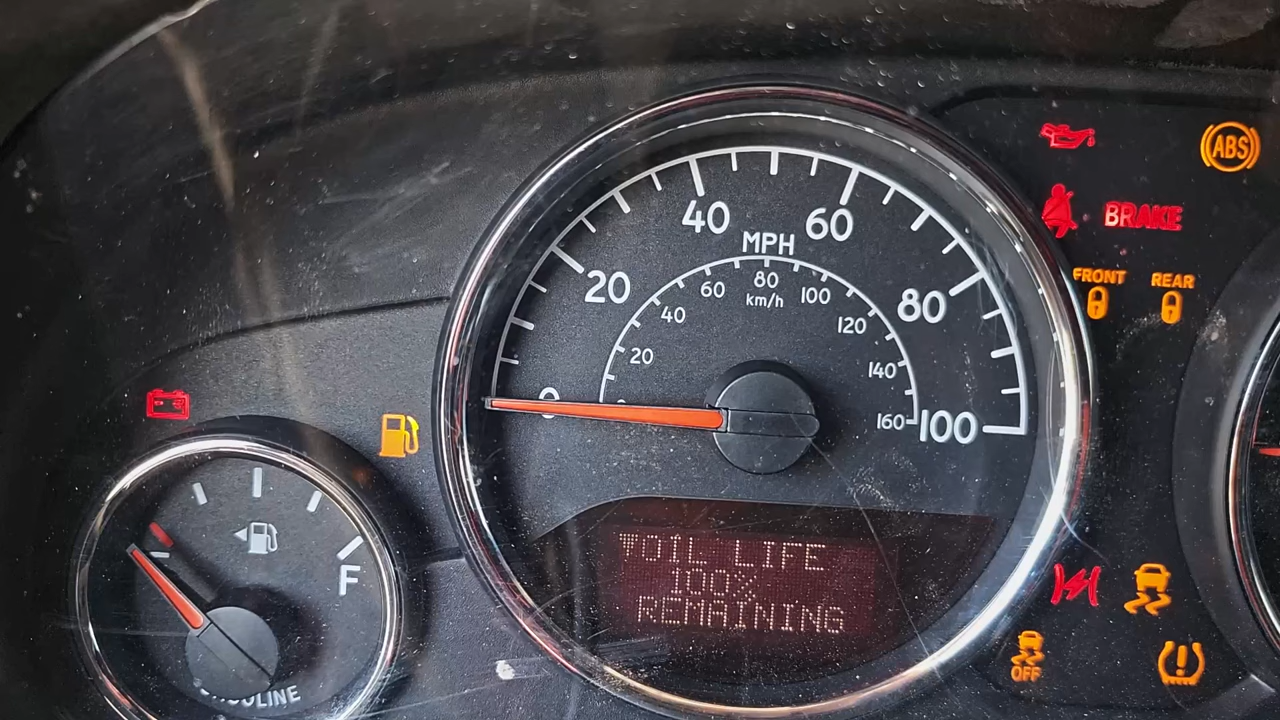 ABS
BRAKE
FRONT REAR
40 60
MPH
20 80
80
60 100
km/h
40 120
20 140
0 160 100
F
OIL LIFE
100%
REMAINING
OFF